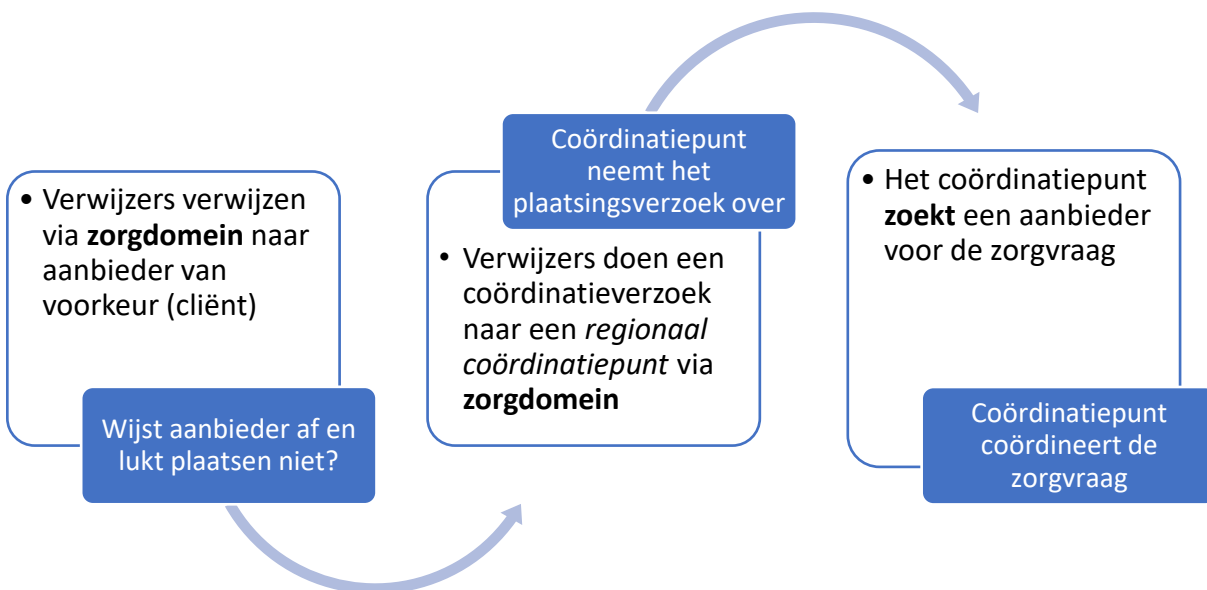 • Verwijzers verwijzen
via zorgdomein naar
aanbieder van
voorkeur (cliënt)
Wijst aanbieder af en
lukt plaatsen niet?
Coördinatiepunt
neemt het
plaatsingsverzoek over
• Verwijzers doen een
coördinatieverzoek
naar een regionaal
coördinatiepunt via
zorgdomein
• Het coördinatiepunt
zoekt een aanbieder
voor de zorgvraag
Coördinatiepunt
coördineert de
zorgvraag